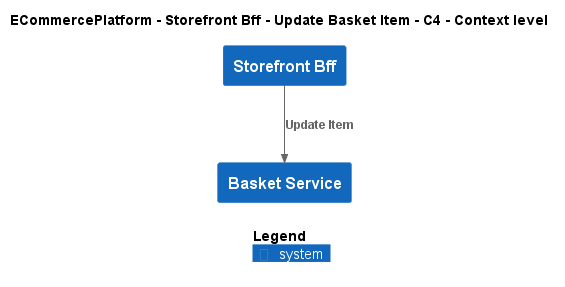 ECommercePlatform - Storefront Bff - Update Basket Item - C4 - Context level
Storefront Bff
Update Item
Basket Service
Legend
system